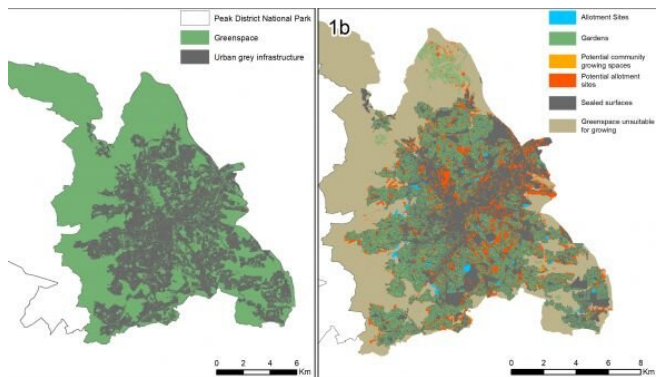 Peak District National Park
Greenspace
Urban grey infrastructure
0 2 4 6
Km
1b
Allotment Sites
Gardens
Potential community
growing spaces
Potential allotment
sites
Sealed surfaces
Greenspace unsuitable
for growing
0 2 4 6 8
Km